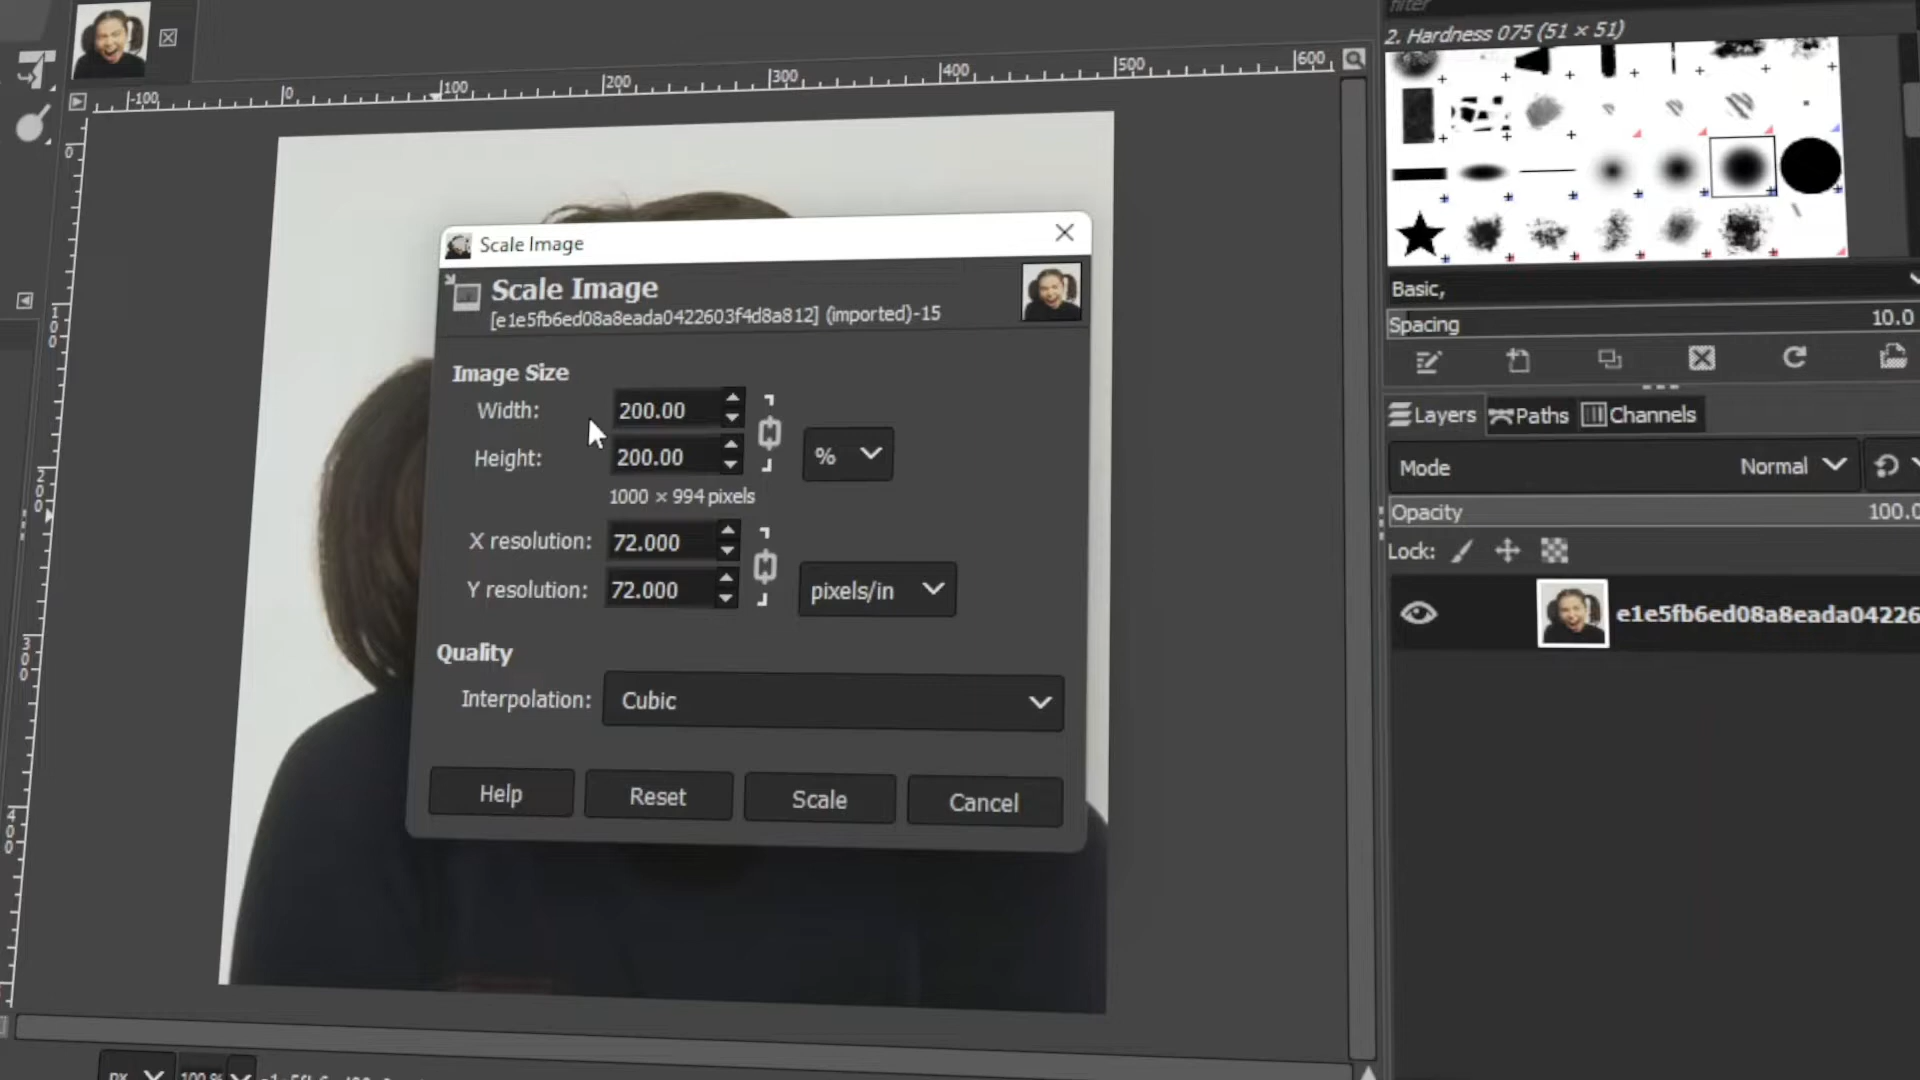 filter
2. Hardness 075 (51 × 51)
-100 0 100 200 300 400 500 600
0
100
200
300
400
Scale Image
Scale Image
[e1e5fb6ed08a8eada0422603f4d8a812] (imported)-15
Image Size
Width: 200.00
Height: 200.00
%
1000 × 994 pixels
X resolution: 72.000
Y resolution: 72.000
pixels/in
Quality
Interpolation: Cubic
Help Reset Scale Cancel
Basic,
Spacing 10.0
Layers Paths Channels
Mode Normal
Opacity 100.0
Lock:
e1e5fb6ed08a8eada04226
px 100 %